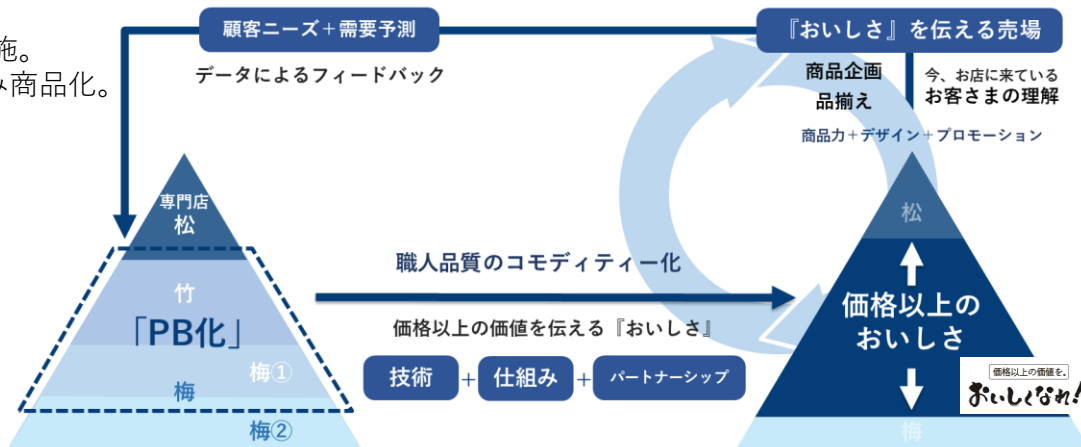 施。
み商品化。
顧客ニーズ+需要予測
データによるフィードバック
『おいしさ』を伝える売場
商品企画
品揃え
今、お店に来ている
お客さまの理解
商品力+デザイン+プロモーション
専門店
松
竹
「PB化」
梅①
梅
梅②
職人品質のコモディティー化
価格以上の価値を伝える『おいしさ』
技術 + 仕組み + パートナーシップ
松
価格以上の
おいしさ
梅
価格以上の価値を。
おいしくなれ!